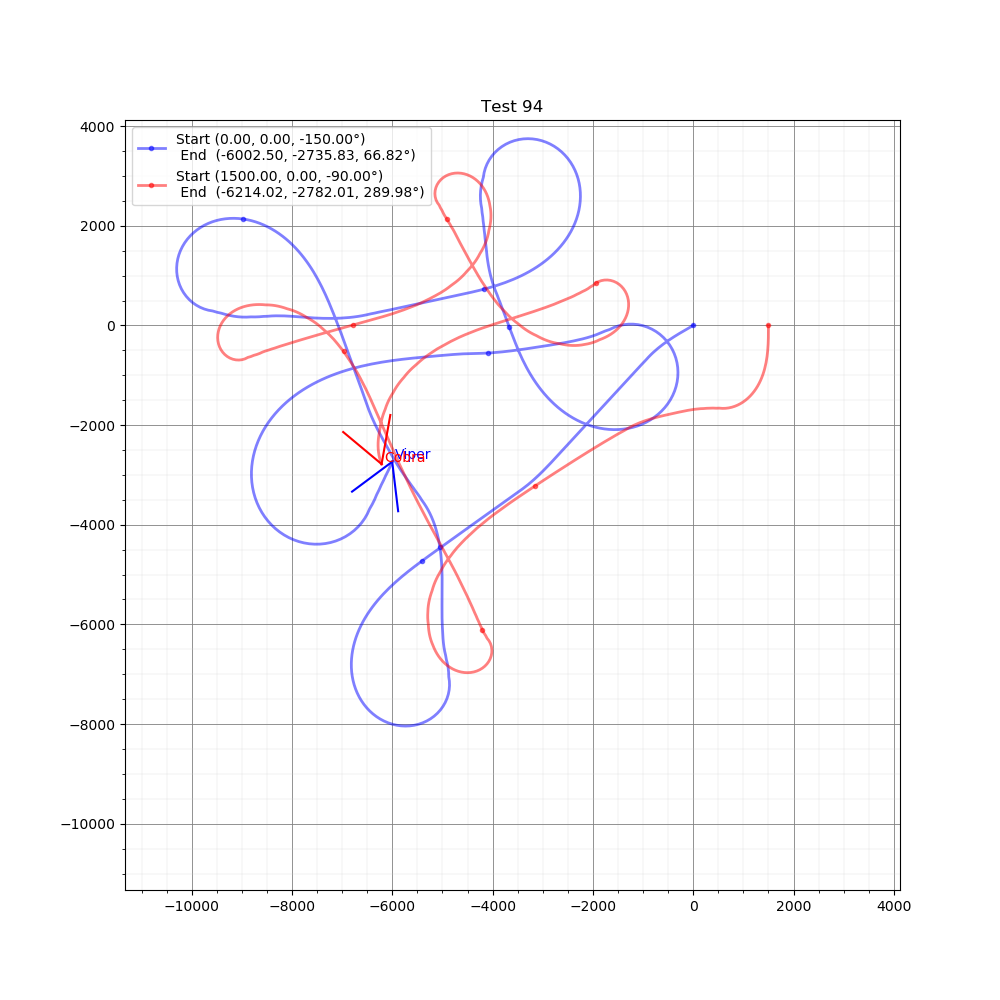 Test 94
Start (0.00, 0.00, -150.00°)
End (-6002.50, -2735.83, 66.82°)
Start (1500.00, 0.00, -90.00°)
End (-6214.02, -2782.01, 289.98°)
4000
2000
0
−2000
−4000
−6000
−8000
−10000
Viper
Cobra
−10000 −8000 −6000 −4000 −2000 0 2000 4000